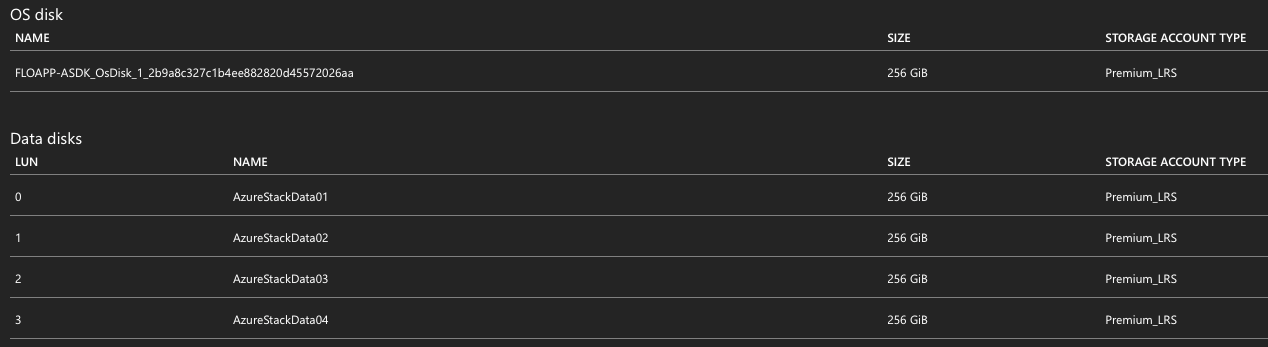 OS disk
NAME SIZE STORAGE ACCOUNT TYPE
FLOAPP-ASDK_OsDisk_1_2b9a8c327c1b4ee882820d45572026aa 256 GiB Premium_LRS
Data disks
LUN NAME SIZE STORAGE ACCOUNT TYPE
0 AzureStackData01 256 GiB Premium_LRS
1 AzureStackData02 256 GiB Premium_LRS
2 AzureStackData03 256 GiB Premium_LRS
3 AzureStackData04 256 GiB Premium_LRS